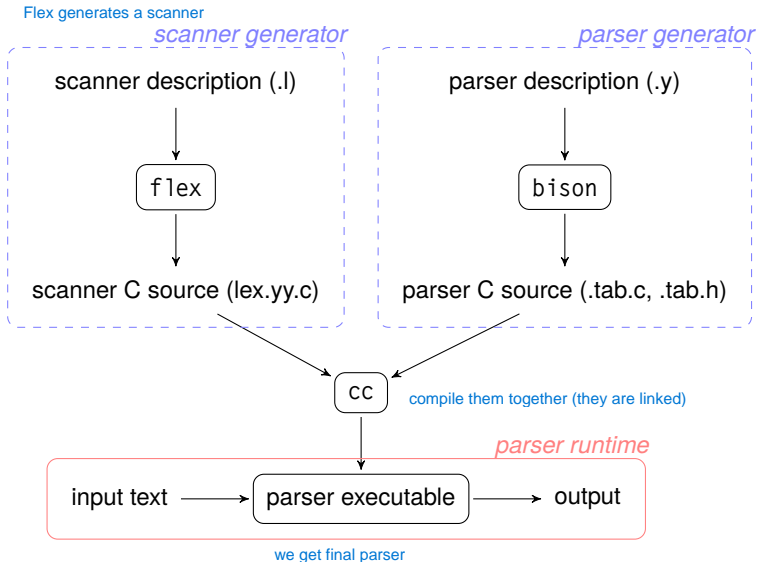 Flex generates a scanner
scanner generator
parser generator
scanner description (.l)
parser description (.y)
flex
bison
scanner C source (lex.yy.c)
parser C source (.tab.c, .tab.h)
cc
compile them together (they are linked)
parser runtime
input text
parser executable
output
we get final parser